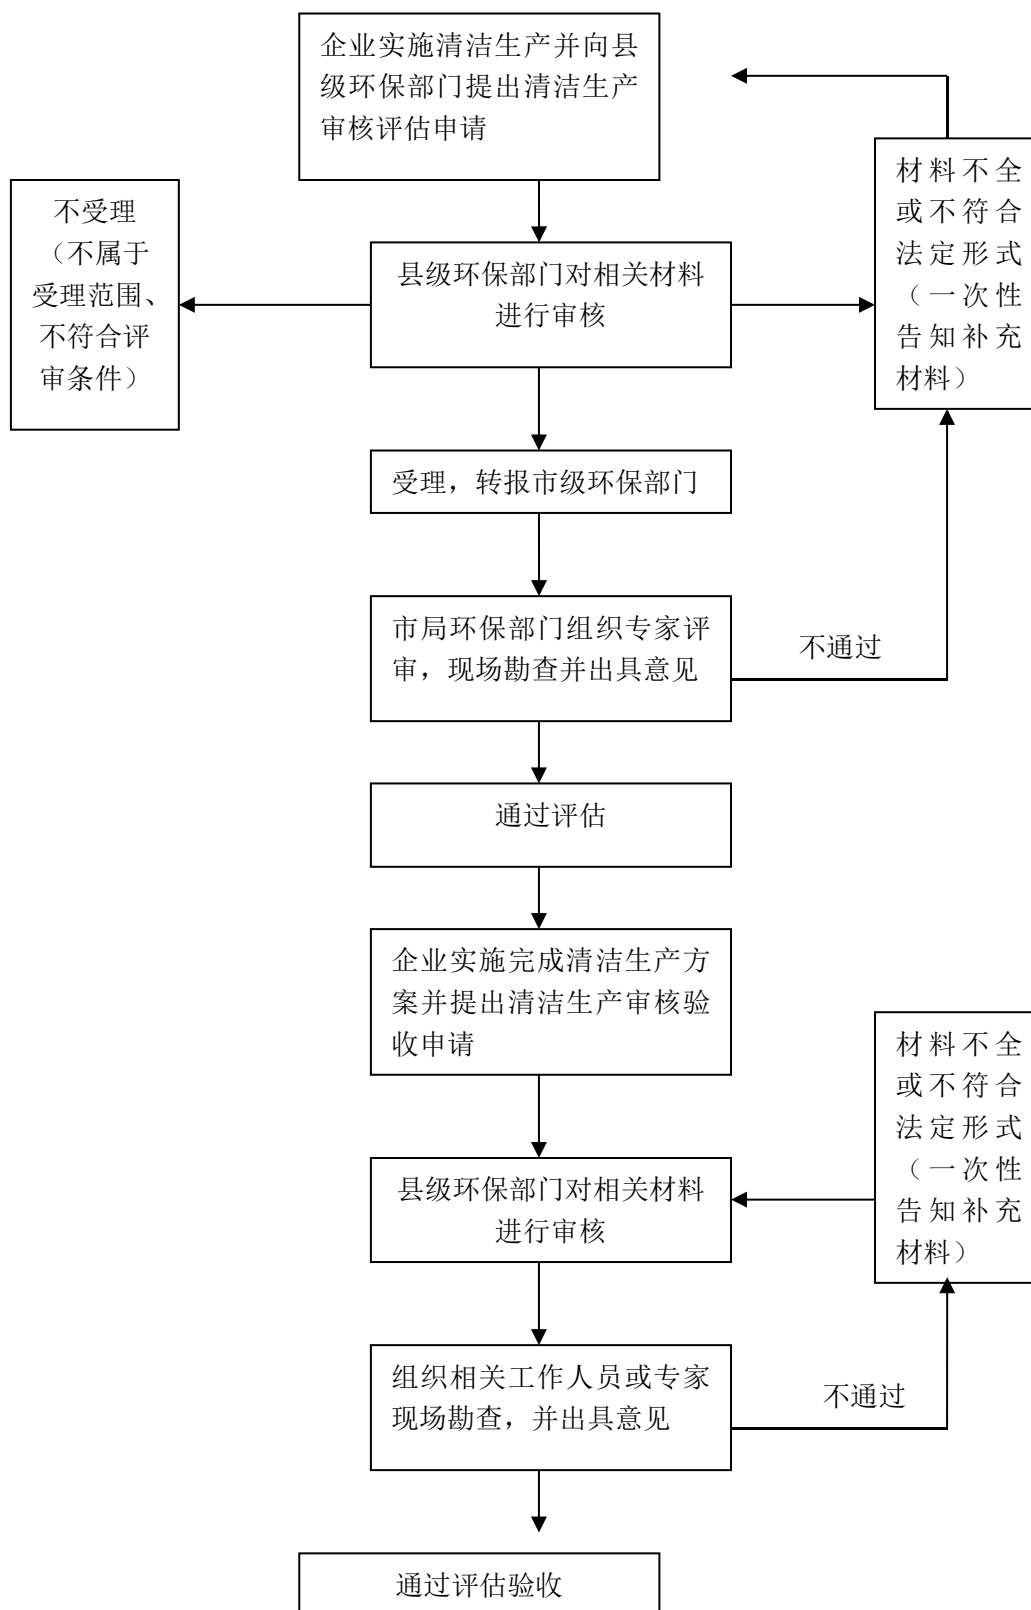 企业实施清洁生产并向县
级环保部门提出清洁生产
审核评估申请
材料不全
或不符合
法定形式
（一次性
告知补充
材料）
不受理
（不属于
受理范围、
不符合评
审条件）
县级环保部门对相关材料
进行审核
受理，转报市级环保部门
市局环保部门组织专家评
审，现场勘查并出具意见
不通过
通过评估
企业实施完成清洁生产方
案并提出清洁生产审核验
收申请
材料不全
或不符合
法定形式
（一次性
告知补充
材料）
县级环保部门对相关材料
进行审核
组织相关工作人员或专家
现场勘查，并出具意见
不通过
通过评估验收